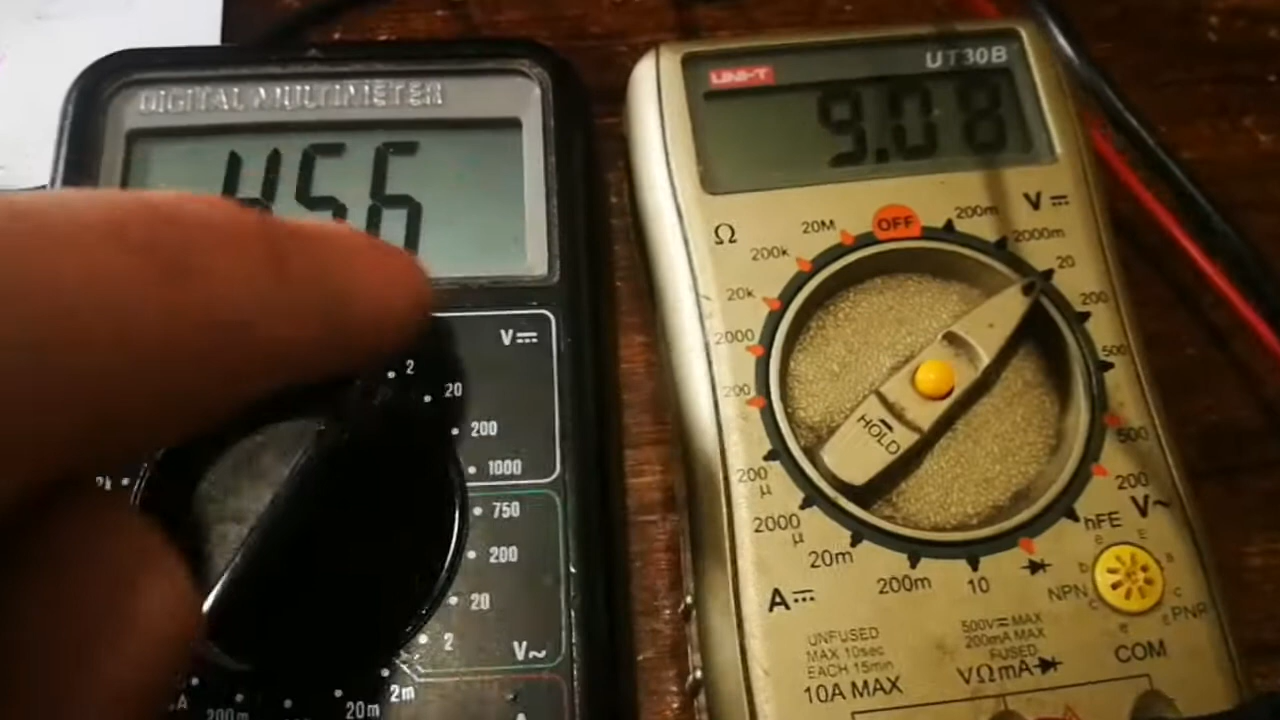 DIGITAL MULTIMETER
456
V
2
20
200
1000
750
200
20
2
V~
2m
20m
200m
A
UNI-T
UT30B
9.08
OFF
Ω
V
200m
2000m
20
200
500
500
200
V~
20M
200k
20k
2000
200
200
μ
2000
μ
20m
200m
10
A
hFE
HOLD
NPN
PNP
e
E
b
B
c
c
e
e
UNFUSED
MAX 10sec
EACH 15min
10A MAX
500V MAX
200mA MAX
FUSED
VΩmA
COM